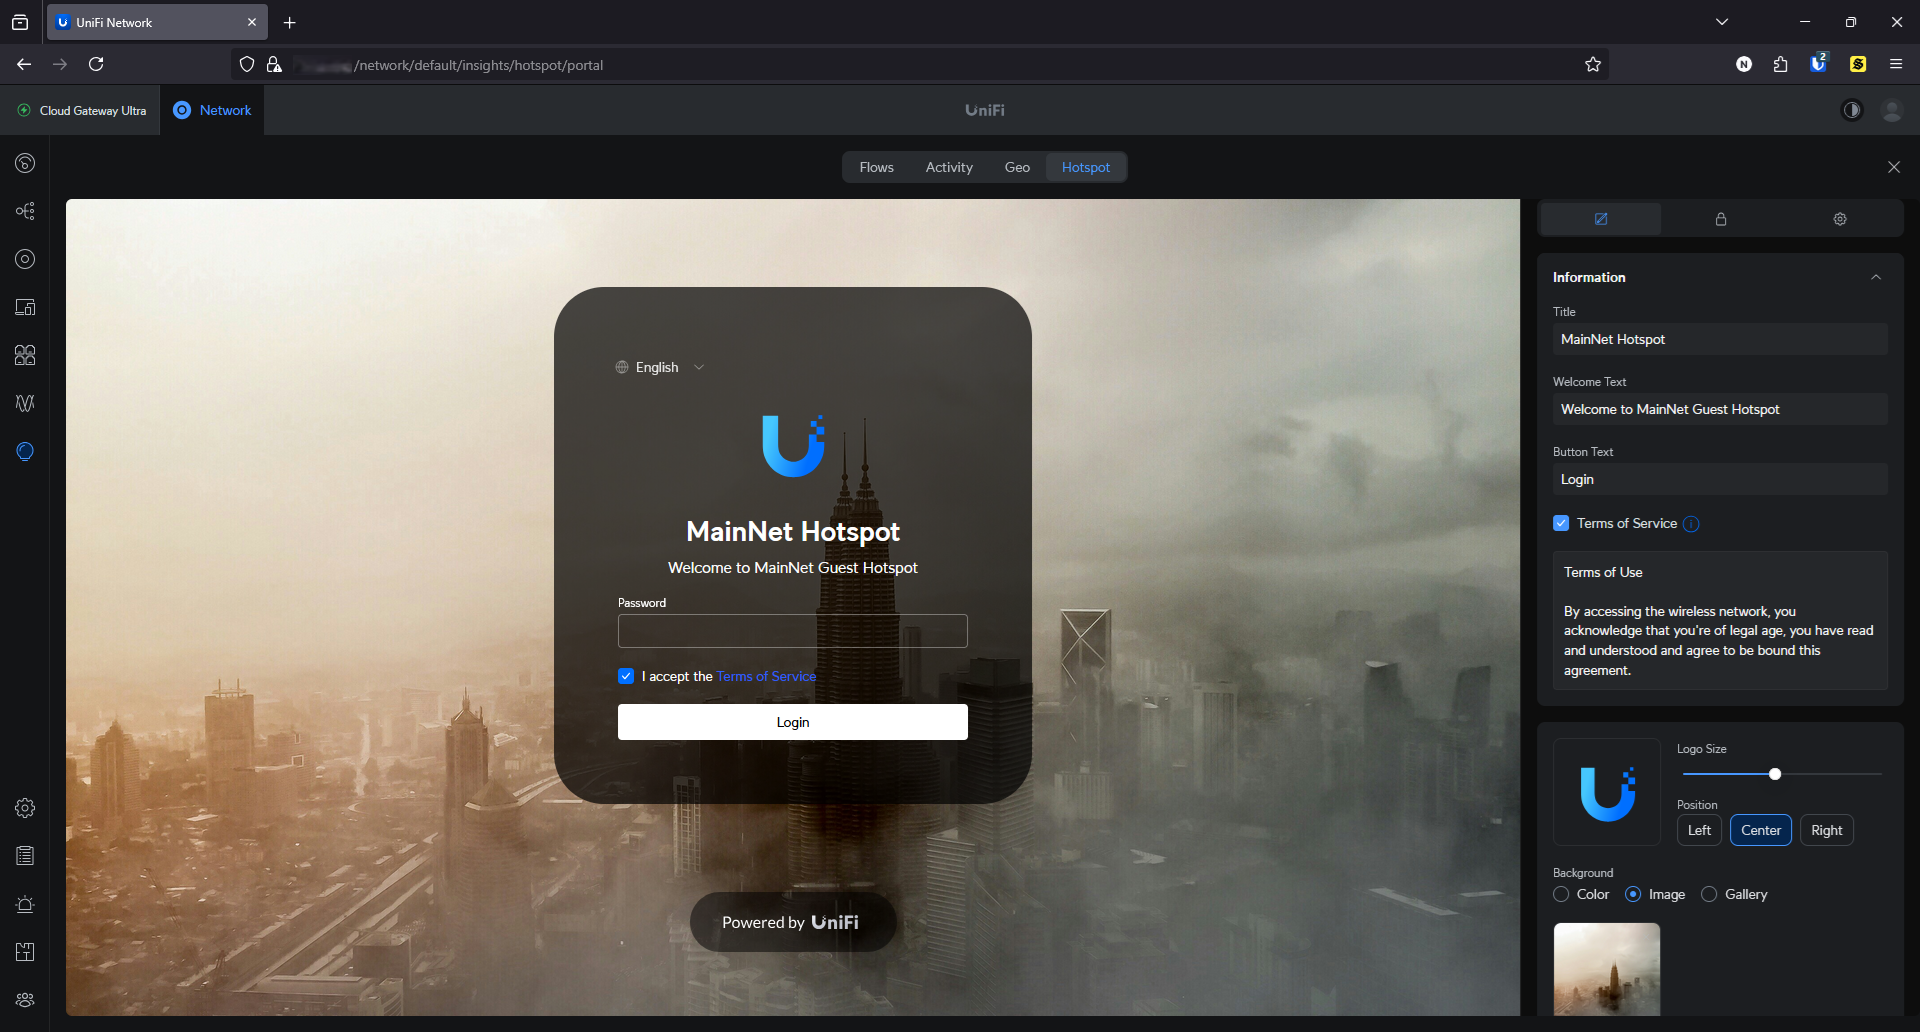 UniFi Network
/network/default/insights/hotspot/portal
N
2
Cloud Gateway Ultra
Network
UniFi
Flows
Activity
Geo
Hotspot
English
MainNet Hotspot
Welcome to MainNet Guest Hotspot
Password
I accept the Terms of Service
Login
Powered by UniFi
Information
Title
MainNet Hotspot
Welcome Text
Welcome to MainNet Guest Hotspot
Button Text
Login
Terms of Service
Terms of Use
By accessing the wireless network, you
acknowledge that you're of legal age, you have read
and understood and agree to be bound this
agreement.
Logo Size
Position
Left
Center
Right
Background
Color
Image
Gallery